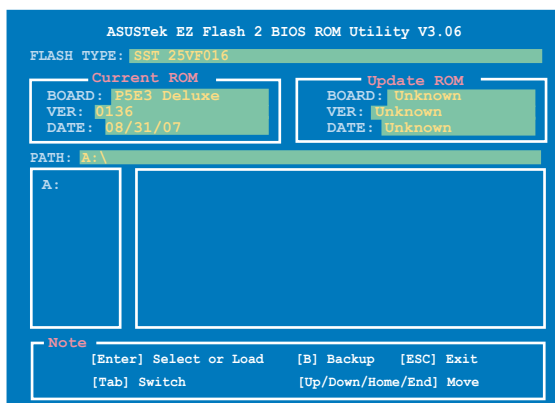 ASUSTek EZ Flash 2 BIOS ROM Utility V3.06
FLASH TYPE: SST 25VF016
Current ROM
BOARD: P5E3 Deluxe
VER: 0136
DATE: 08/31/07
Update ROM
BOARD: Unknown
VER: Unknown
DATE: Unknown
PATH: A:\
A:
Note
[Enter] Select or Load [B] Backup [ESC] Exit
[Tab] Switch [Up/Down/Home/End] Move